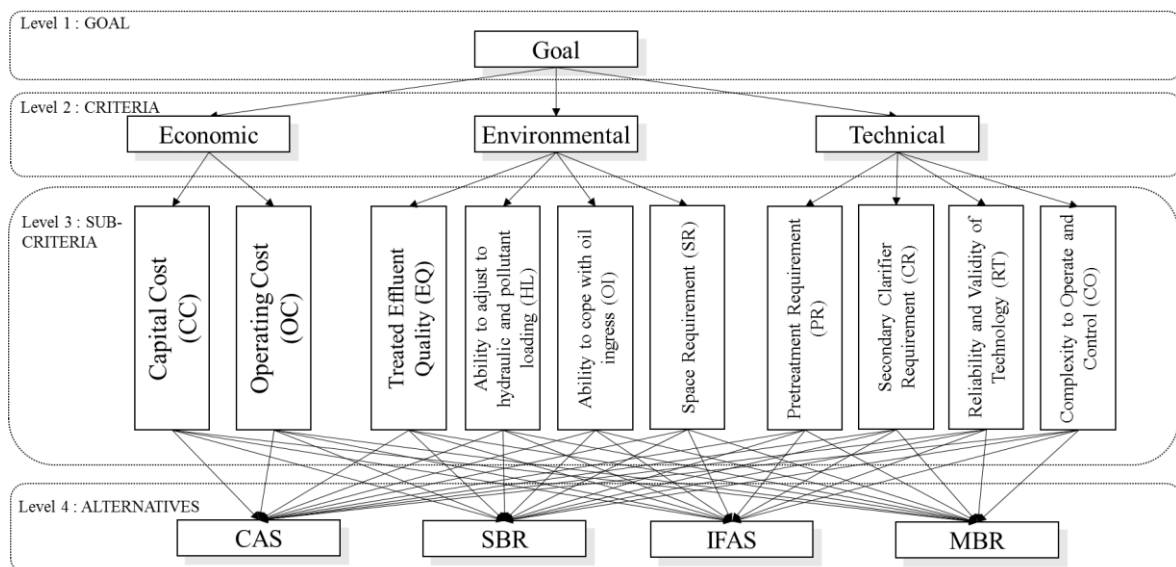 Level 1 : GOAL
Goal
Level 2 : CRITERIA
Economic
Environmental
Technical
Level 3 : SUB-
CRITERIA
Capital Cost
(CC)
Operating Cost
(OC)
Treated Effluent
Quality (EQ)
Ability to adjust to
hydraulic and pollutant
loading (HL)
Ability to cope with oil
ingress (OI)
Space Requirement (SR)
Pretreatment Requirement
(PR)
Secondary Clarifier
Requirement (CR)
Reliability and Validity of
Technology (RT)
Complexity to Operate and
Control (CO)
Level 4 : ALTERNATIVES
CAS
SBR
IFAS
MBR